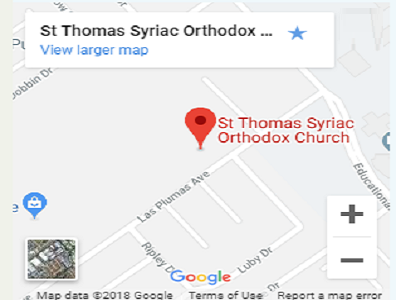 St Thomas Syriac Orthodox ...
View larger map
Dobbin Dr
St Thomas Syriac
Orthodox Church
Educational
Las Plumas Ave
Ripley Dr
Luby Dr
Google
Map data ©2018 Google Terms of Use Report a map error